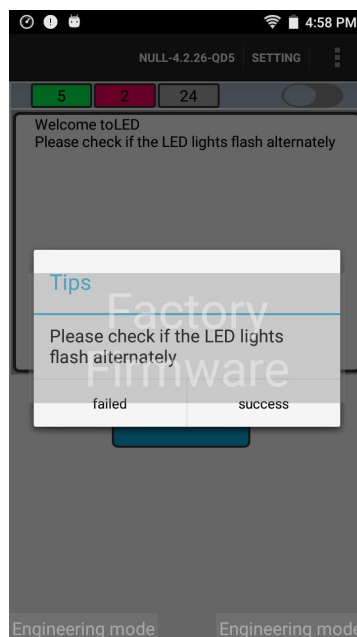 4:58 PM
NULL-4.2.26-QD5 SETTING
5 2 24
Welcome toLED
Please check if the LED lights flash alternately
Tips
Factory
Please check if the LED lights
flash alternately
Firmware
failed success
Engineering mode Engineering mode